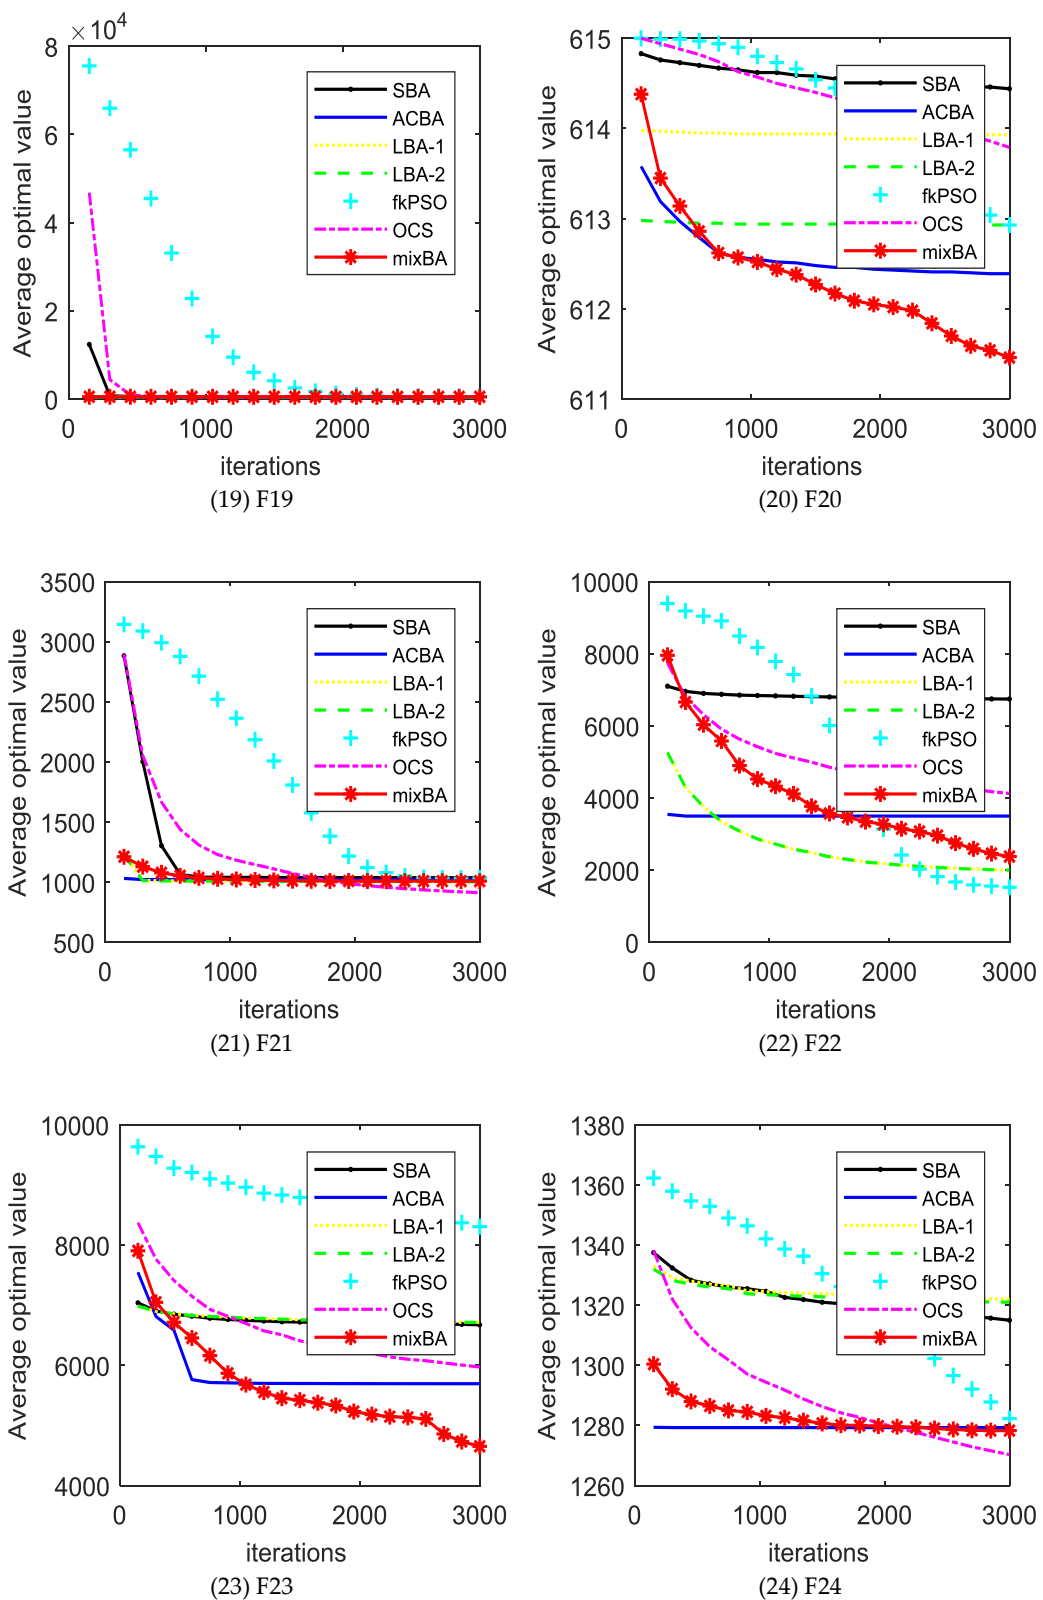 ×10^4
8
6
4
2
0
Average optimal value
SBA
ACBA
LBA-1
LBA-2
fkPSO
OCS
mixBA
0
1000
2000
3000
iterations
(19) F19
615
614
613
612
611
Average optimal value
SBA
ACBA
LBA-1
LBA-2
fkPSO
OCS
mixBA
0
1000
2000
3000
iterations
(20) F20
3500
3000
2500
2000
1500
1000
500
Average optimal value
SBA
ACBA
LBA-1
LBA-2
fkPSO
OCS
mixBA
0
1000
2000
3000
iterations
(21) F21
10000
8000
6000
4000
2000
0
Average optimal value
SBA
ACBA
LBA-1
LBA-2
fkPSO
OCS
mixBA
0
1000
2000
3000
iterations
(22) F22
10000
8000
6000
4000
Average optimal value
SBA
ACBA
LBA-1
LBA-2
fkPSO
OCS
mixBA
0
1000
2000
3000
iterations
(23) F23
1380
1360
1340
1320
1300
1280
1260
Average optimal value
SBA
ACBA
LBA-1
LBA-2
fkPSO
OCS
mixBA
0
1000
2000
3000
iterations
(24) F24